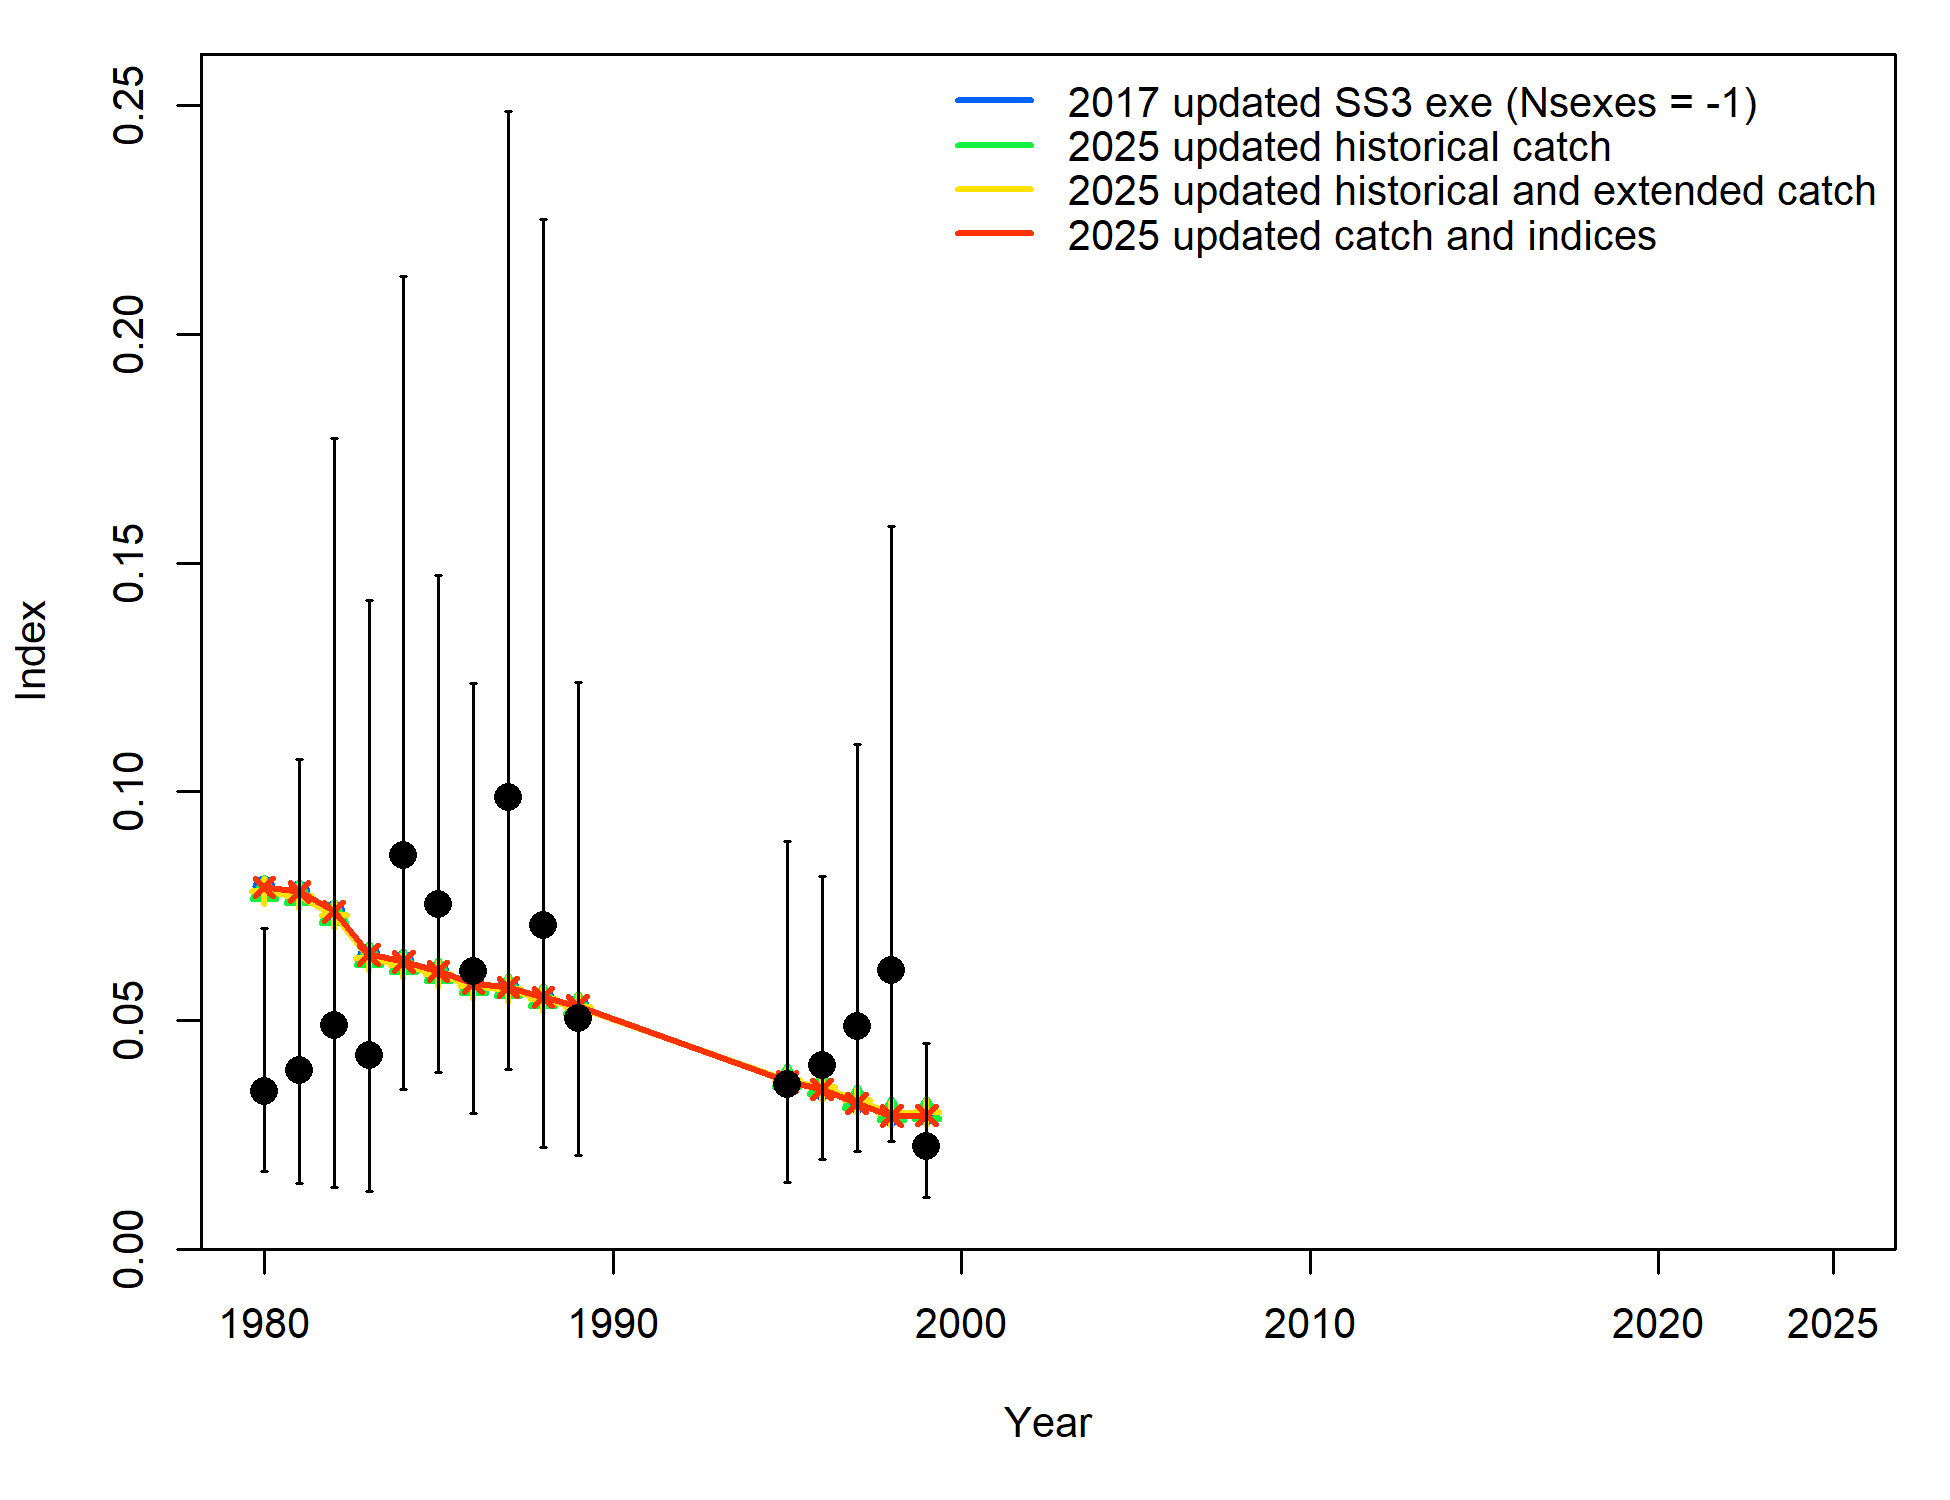 2017 updated SS3 exe (Nsexes = -1)
2025 updated historical catch
2025 updated historical and extended catch
2025 updated catch and indices
0.25
0.20
0.15
0.10
0.05
0.00
Index
1980 1990 2000 2010 2020 2025
Year